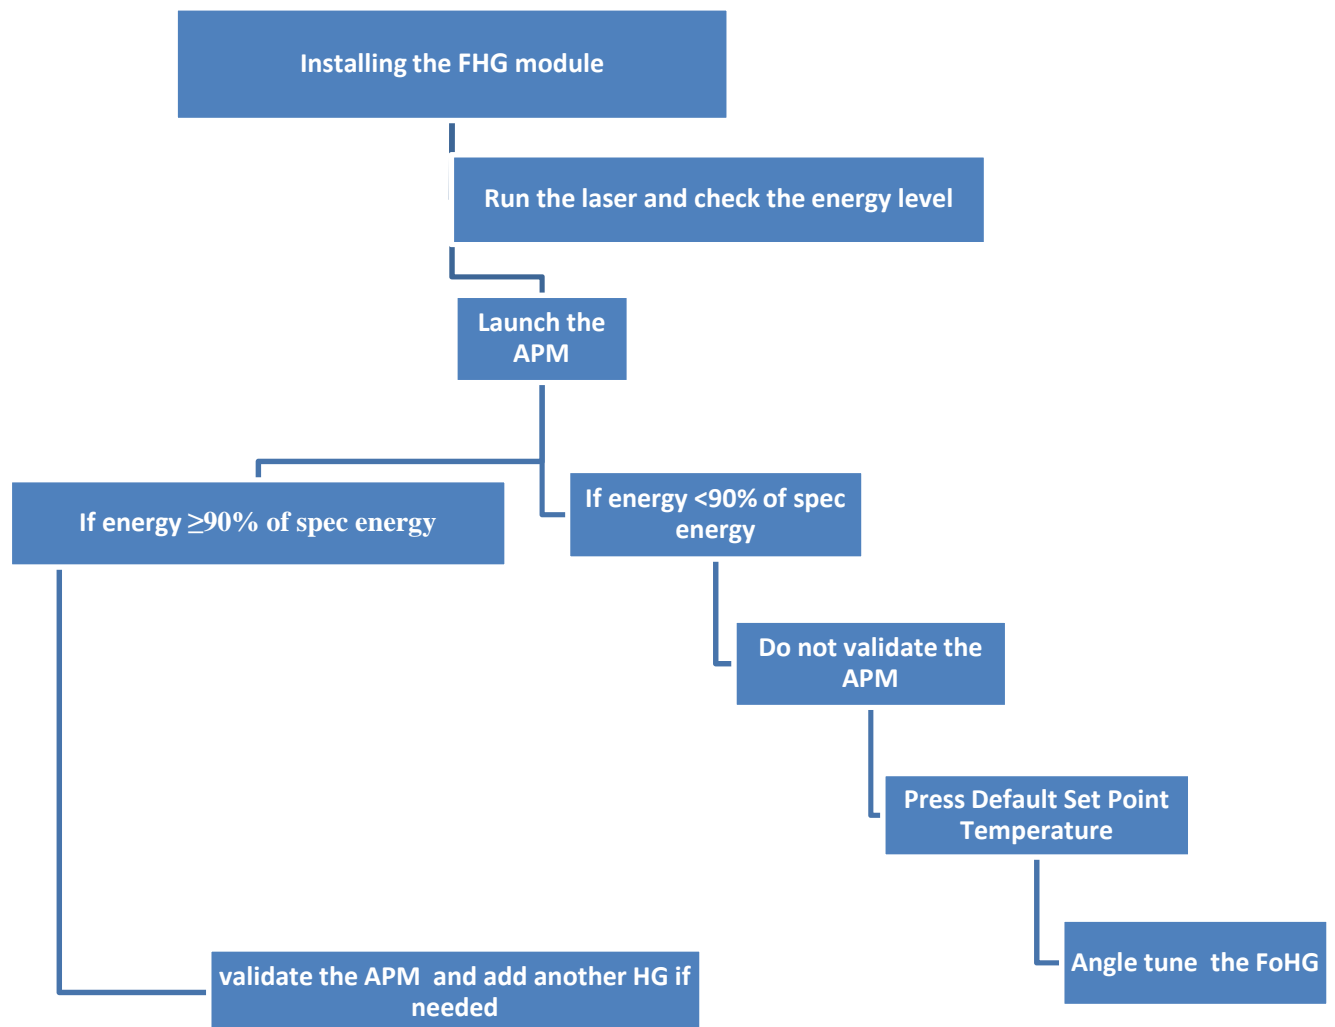 Installing the FHG module
Run the laser and check the energy level
Launch the
APM
If energy ≥90% of spec energy
If energy <90% of spec
energy
Do not validate the
APM
Press Default Set Point
Temperature
Angle tune the FoHG
validate the APM and add another HG if
needed